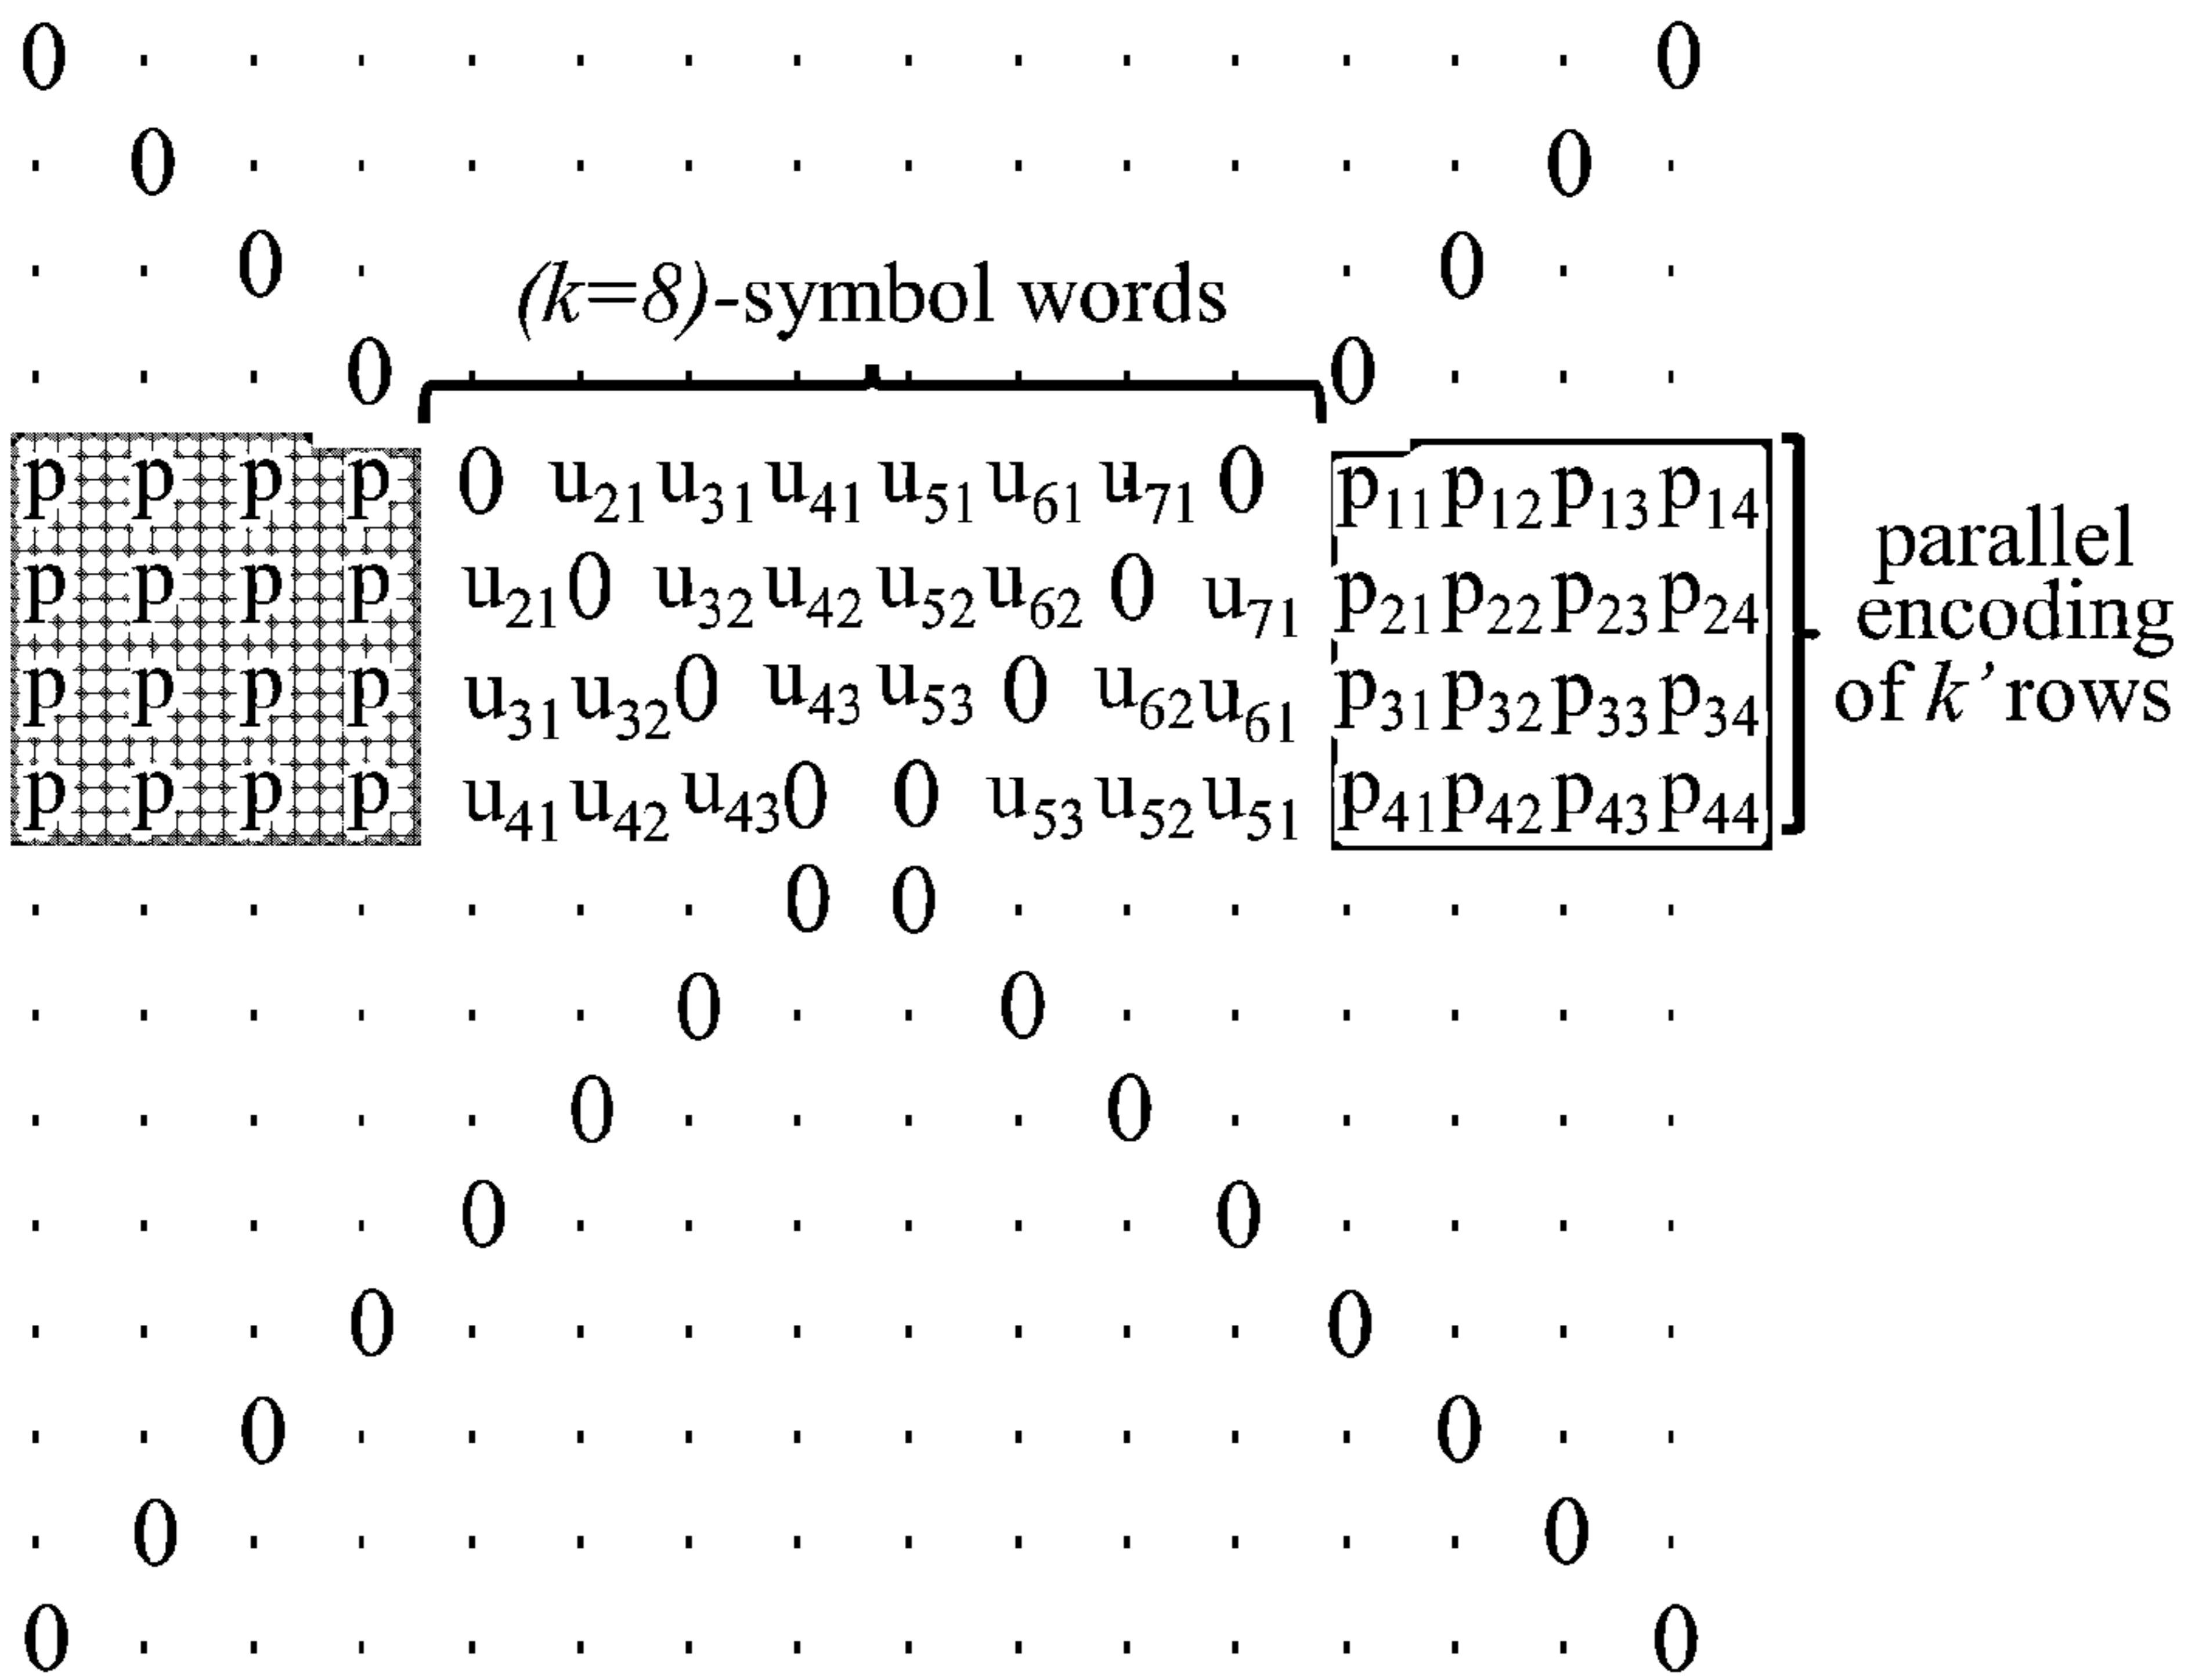 0 . . . . . . . . . . . . . . 0
. 0 . . . . . . . . . . . . 0 .
. . 0 . (k=8)-symbol words . 0 . .
. . . 0 . . . . . . . . 0 . . .
p p p p 0 u21 u31 u41 u51 u61 u71 0 p11 p12 p13 p14
p p p p u21 0 u32 u42 u52 u62 0 u71 p21 p22 p23 p24
p p p p u31 u32 0 u43 u53 0 u62 u61 p31 p32 p33 p34
p p p p u41 u42 u43 0 0 u53 u52 u51 p41 p42 p43 p44
parallel
encoding
of k’ rows
. . . . . . . 0 0 . . . . . . .
. . . . . . 0 . . 0 . . . . . .
. . . . . 0 . . . . 0 . . . . .
. . . . 0 . . . . . . 0 . . . .
. . . 0 . . . . . . . . 0 . . .
. . 0 . . . . . . . . . . 0 . .
. 0 . . . . . . . . . . . . 0 .
0 . . . . . . . . . . . . . . 0